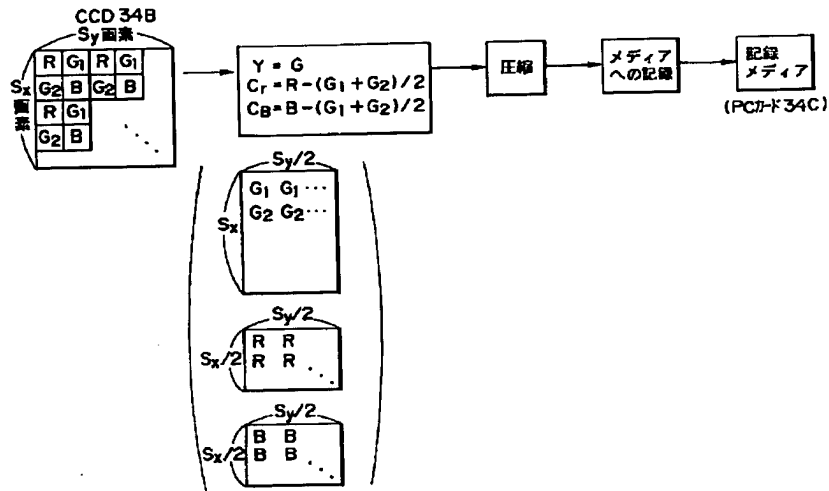 CCD 34B
Sy画素
Sx画素
R G₁ R G₁
G₂ B G₂ B
R G₁
G₂ B
Y = G
Cr = R-(G₁+G₂)/2
CB = B-(G₁+G₂)/2
圧縮
メディア
への記録
記録
メディア
(PCカード34C)
Sy/2
Sx
G₁ G₁ ...
G₂ G₂ ...
Sy/2
Sx/2
R R
R R
Sy/2
Sx/2
B B
B B